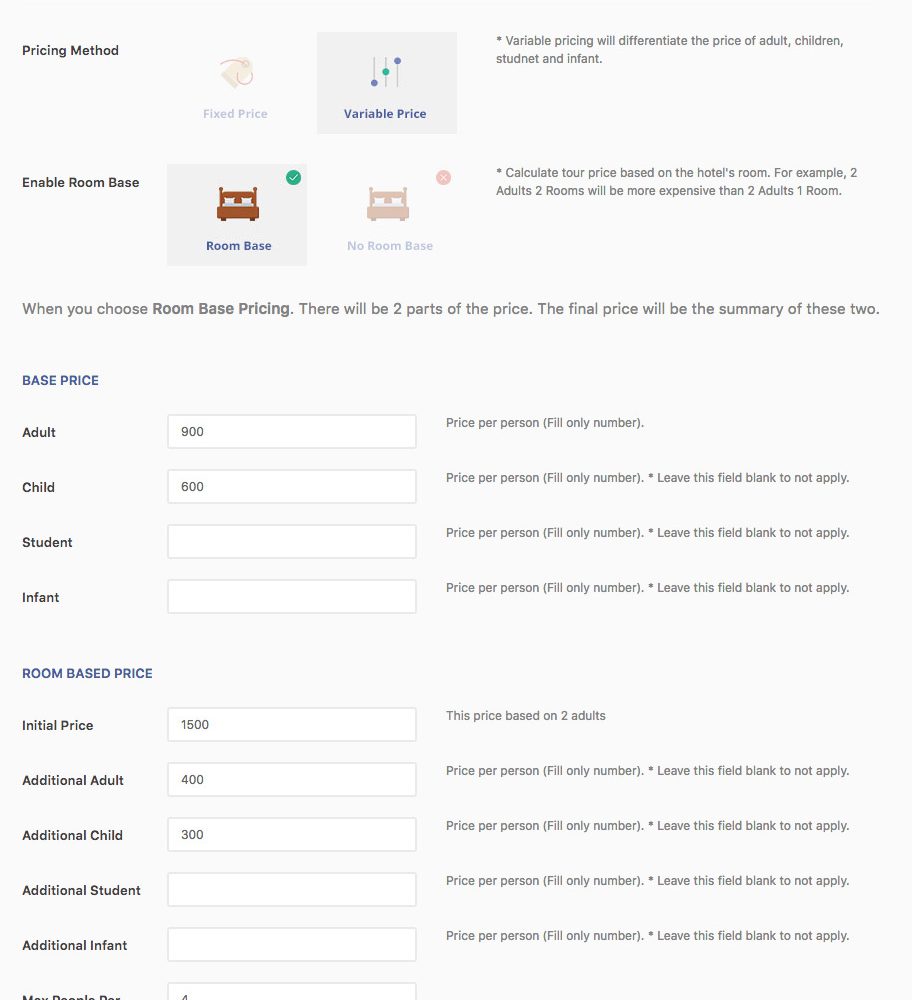 Pricing Method
Fixed Price
Variable Price
* Variable pricing will differentiate the price of adult, children,
studnet and infant.
Enable Room Base
Room Base
No Room Base
* Calculate tour price based on the hotel's room. For example, 2
Adults 2 Rooms will be more expensive than 2 Adults 1 Room.
When you choose Room Base Pricing. There will be 2 parts of the price. The final price will be the summary of these two.
BASE PRICE
Adult
900
Price per person (Fill only number).
Child
600
Price per person (Fill only number). * Leave this field blank to not apply.
Student
Price per person (Fill only number). * Leave this field blank to not apply.
Infant
Price per person (Fill only number). * Leave this field blank to not apply.
ROOM BASED PRICE
Initial Price
1500
This price based on 2 adults
Additional Adult
400
Price per person (Fill only number). * Leave this field blank to not apply.
Additional Child
300
Price per person (Fill only number). * Leave this field blank to not apply.
Additional Student
Price per person (Fill only number). * Leave this field blank to not apply.
Additional Infant
Price per person (Fill only number). * Leave this field blank to not apply.
Max People Per
4